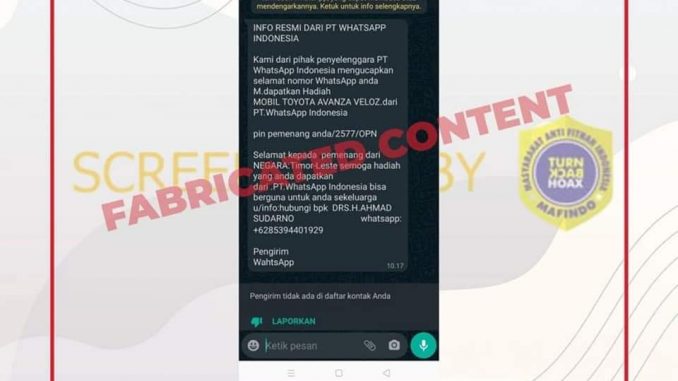 mendengarkannya. Ketuk untuk info selengkapnya.
INFO RESMI DARI PT WHATSAPP
INDONESIA
Kami dari pihak penyelenggara PT
WhatsApp Indonesia mengucapkan
selamat nomor WhatsApp anda
M.dapatkan Hadiah
MOBIL TOYOTA AVANZA VELOZ.dari
PT.WhatsApp Indonesia
pin pemenang anda/2577/OPN
Selamat kepada pemenang dari
NEGARA:Timor Leste semoga hadiah
yang anda dapatkan
dari .PT.WhatsApp Indonesia bisa
berguna untuk anda sekeluarga
u/info:hubungi bpk DRS.H.AHMAD
SUDARNO whatsapp:
+6285394401929
Pengirim
WahtsApp
10.17
Pengirim tidak ada di daftar kontak Anda
LAPORKAN
Ketik pesan
FABRICATED CONTENT
SCREE
BY
MASYARAKAT ANTI FITNAH INDONESIA
TURN
BACK
HOAX
MAFINDO